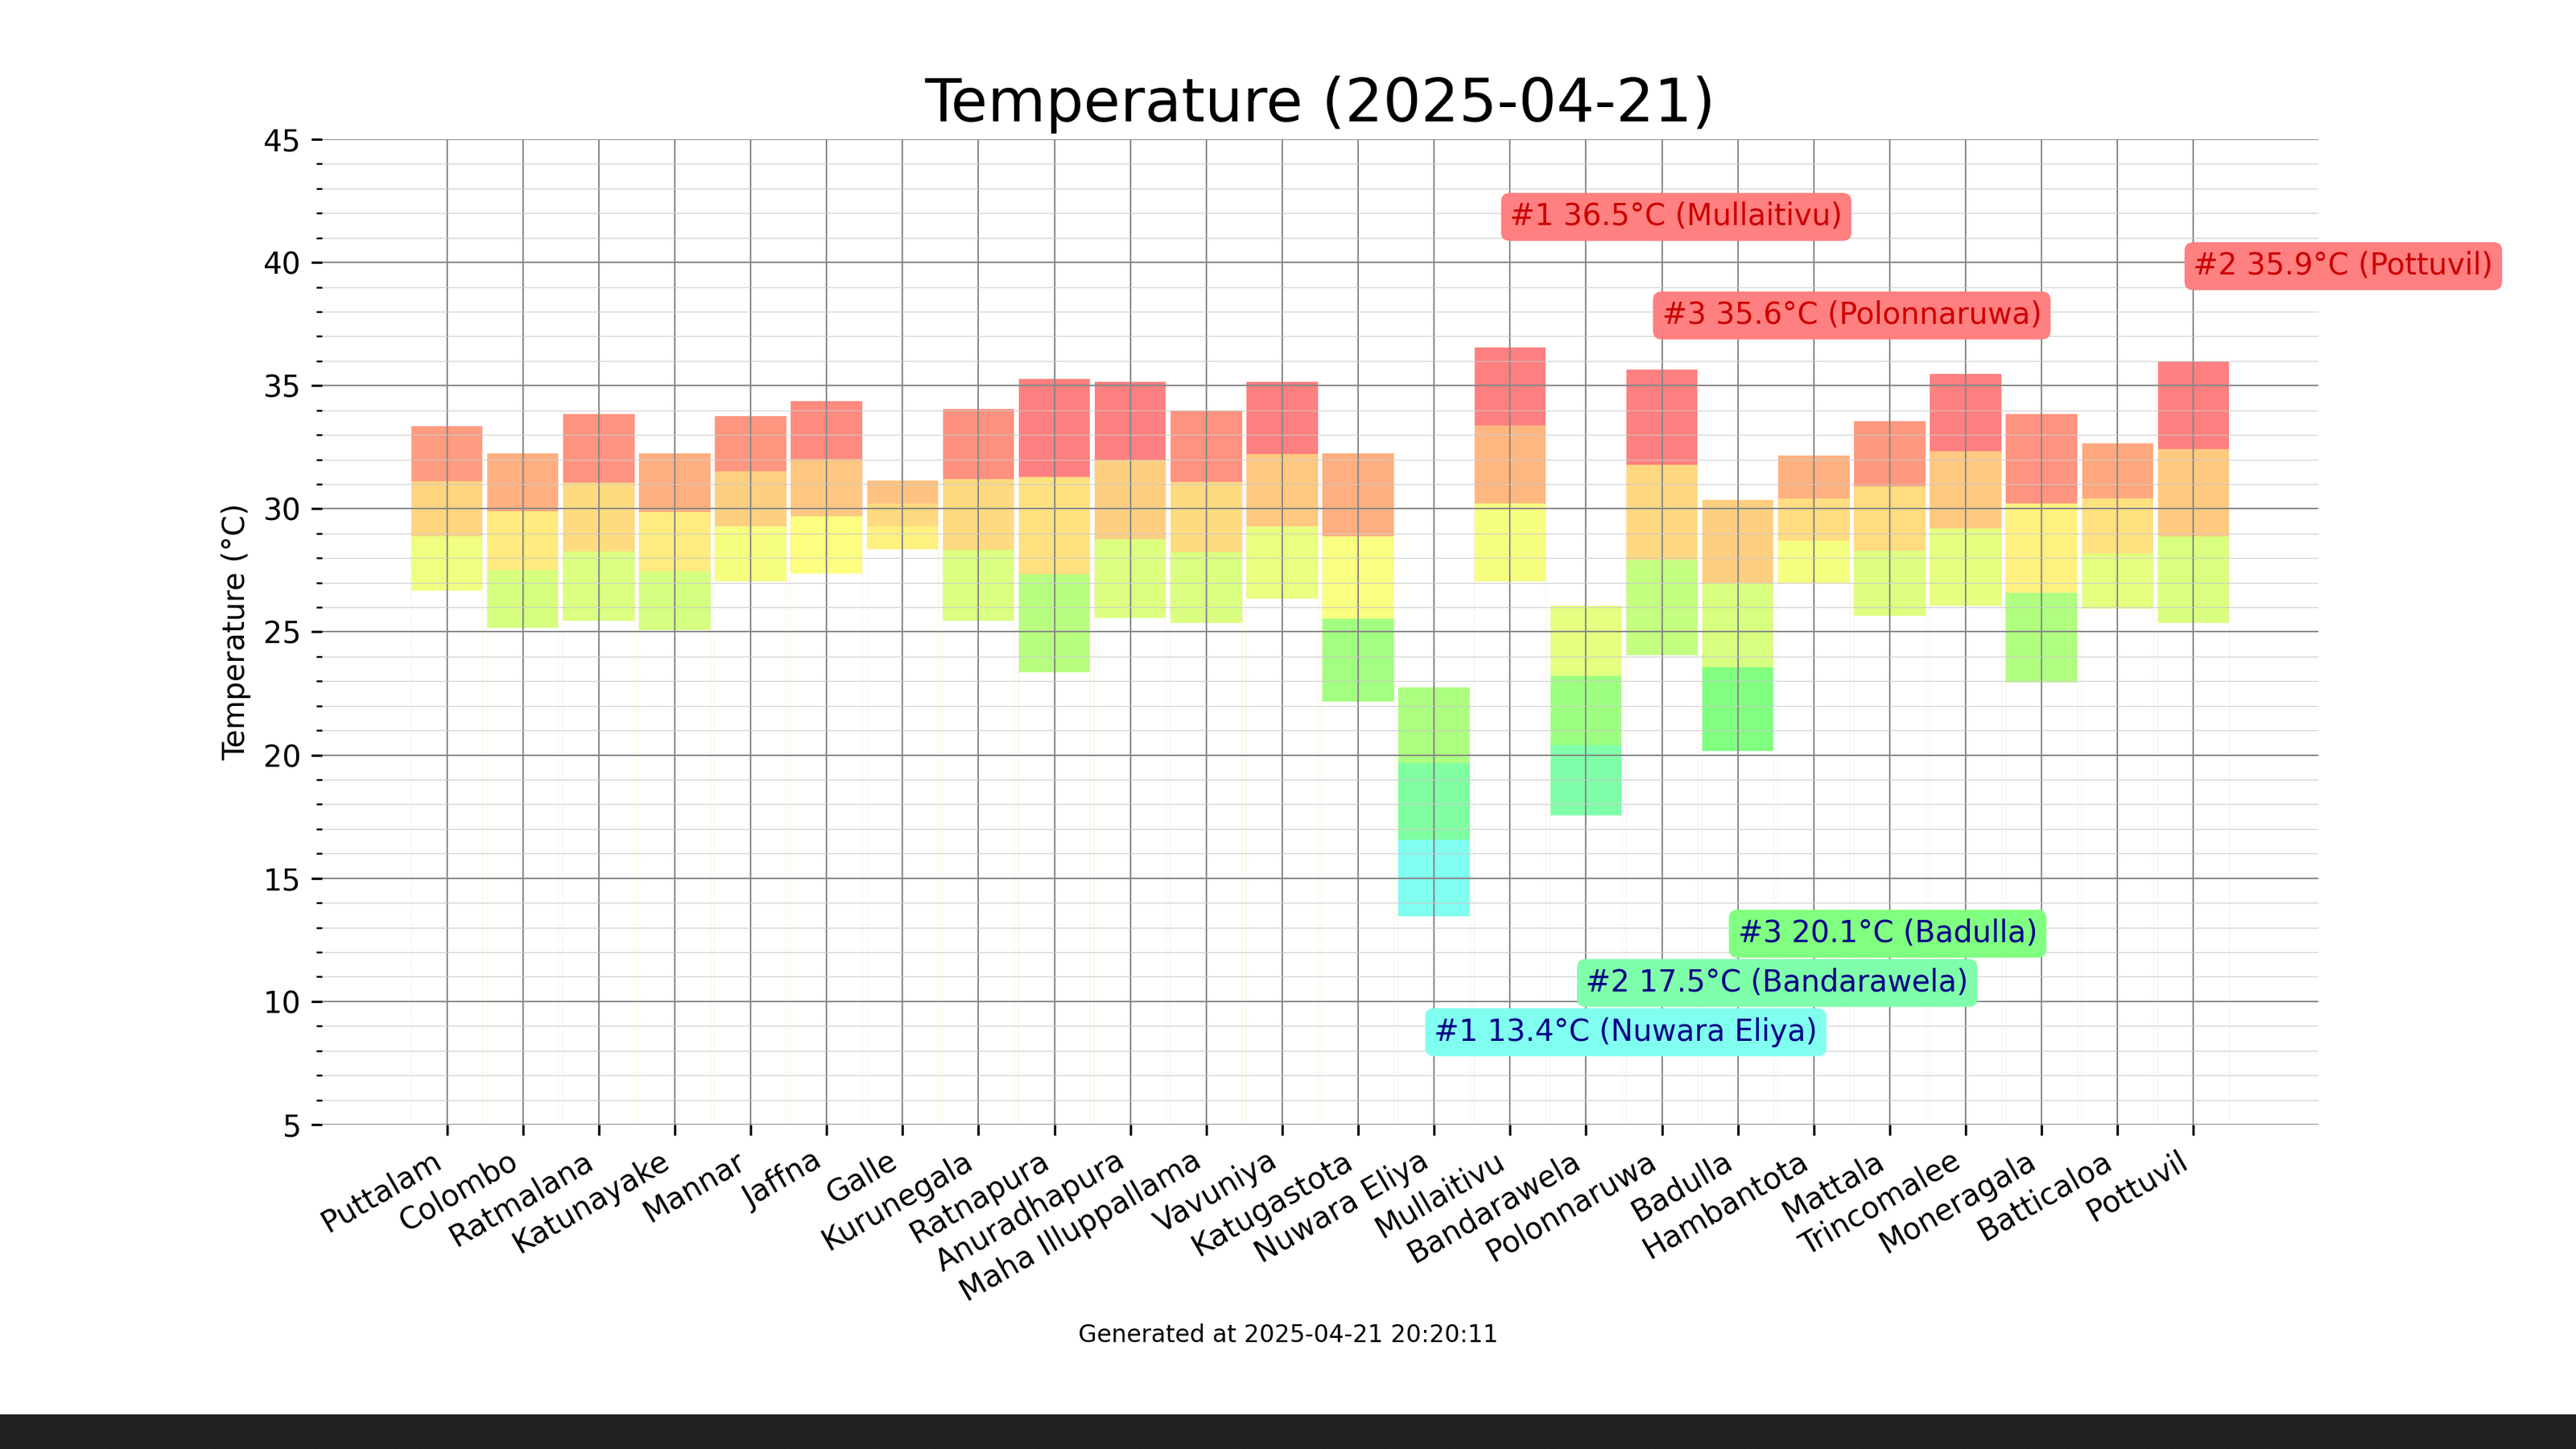 Temperature (2025-04-21)
45
40
35
30
25
20
15
10
5
Temperature (°C)
#1 36.5°C (Mullaitivu)
#2 35.9°C (Pottuvil)
#3 35.6°C (Polonnaruwa)
#3 20.1°C (Badulla)
#2 17.5°C (Bandarawela)
#1 13.4°C (Nuwara Eliya)
Puttalam
Colombo
Ratmalana
Katunayake
Mannar
Jaffna
Galle
Kurunegala
Ratnapura
Anuradhapura
Maha Illuppallama
Vavuniya
Katugastota
Nuwara Eliya
Mullaitivu
Bandarawela
Polonnaruwa
Badulla
Hambantota
Mattala
Trincomalee
Moneragala
Batticaloa
Pottuvil
Generated at 2025-04-21 20:20:11